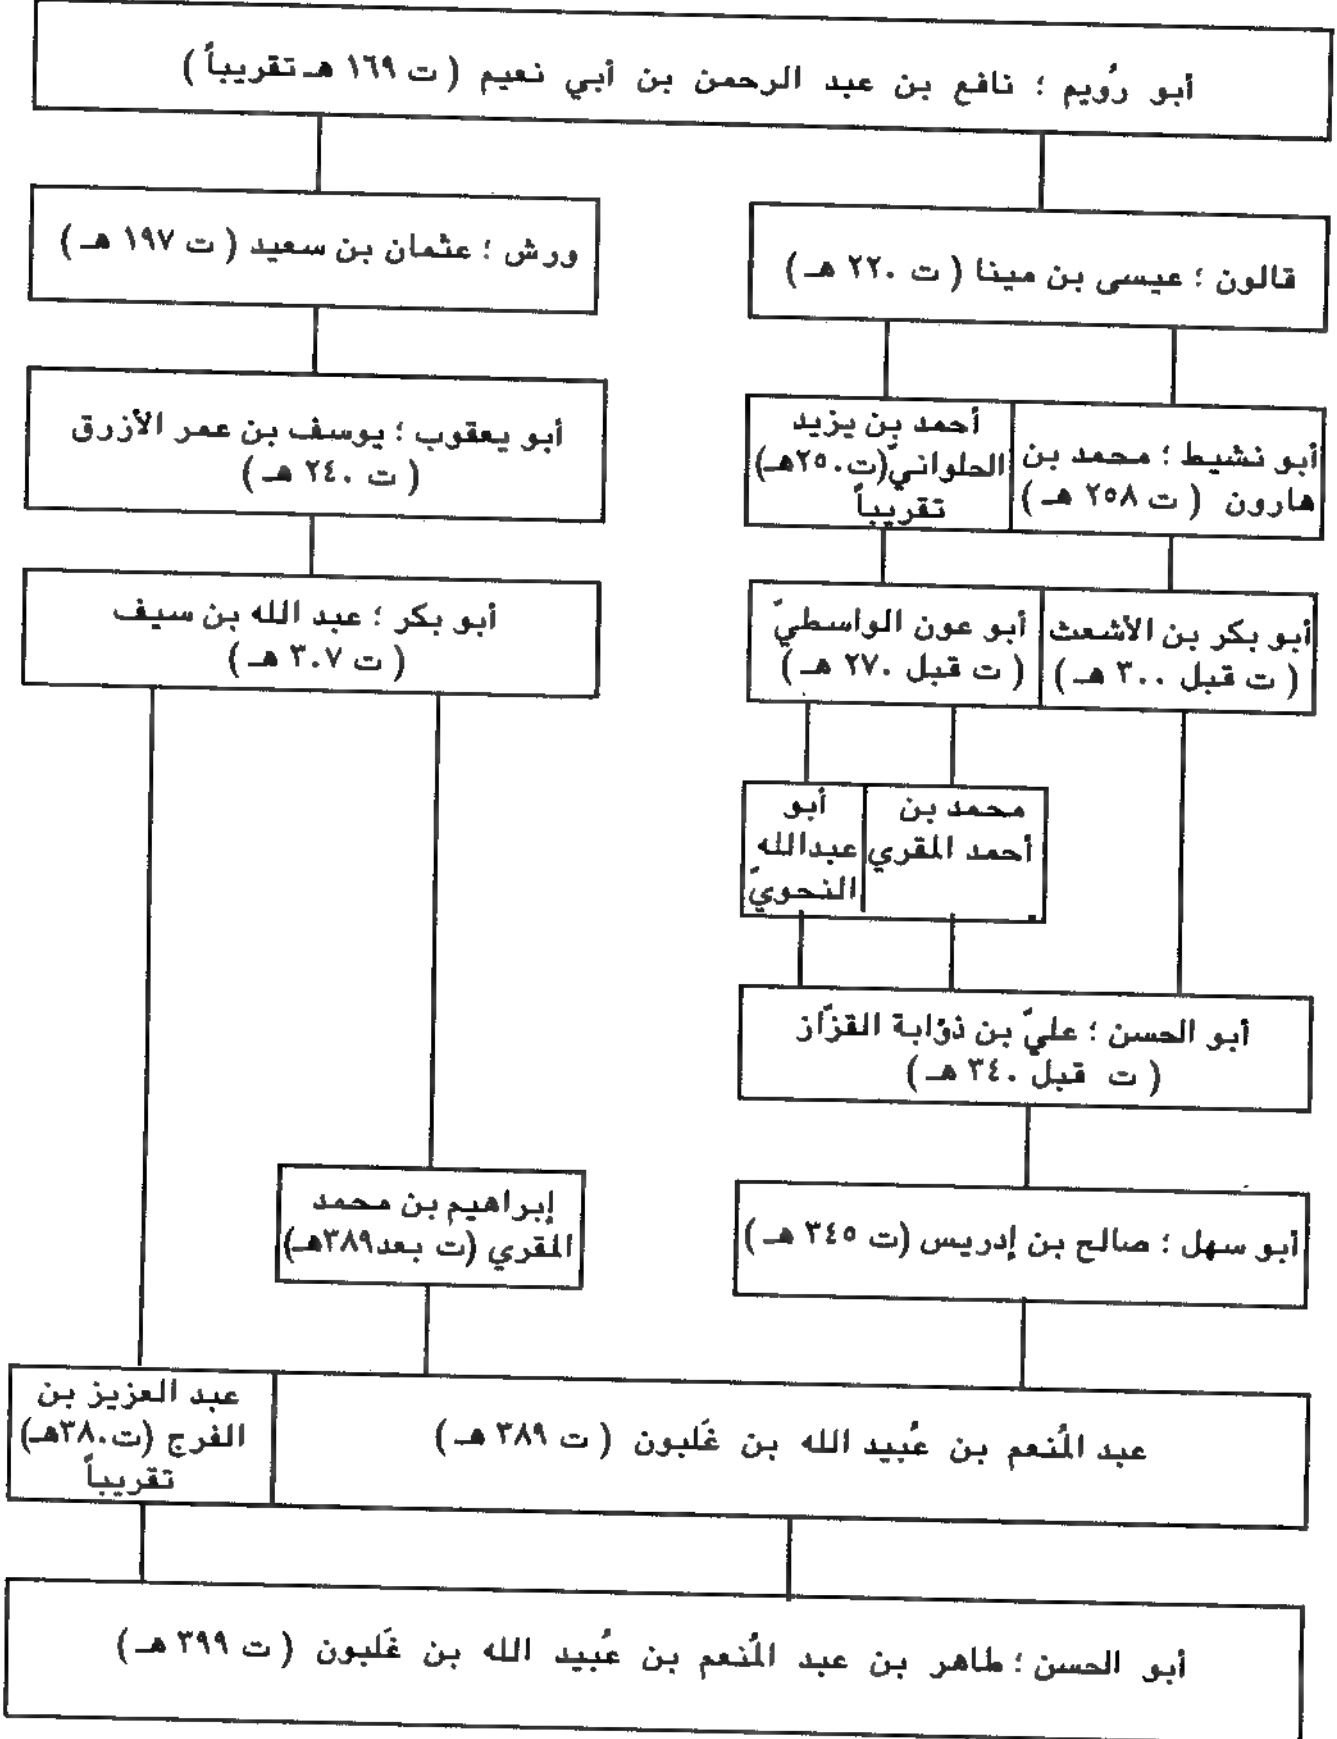 أبو رُويم ؛ نافع بن عبد الرحمن بن أبي نعيم ( ت ١٦٩ هـ تقريباً )
قالون ؛ عيسى بن مينا ( ت ٢٢٠ هـ )
ورش ؛ عثمان بن سعيد ( ت ١٩٧ هـ )
أبو نشيط ؛ محمد بن
هارون ( ت ٢٥٨ هـ )
أحمد بن يزيد
الحلوانيّ(ت٢٥٠هـ)
تقريباً
أبو يعقوب ؛ يوسف بن عمر الأزرق
( ت ٢٤٠ هـ )
أبو بكر بن الأشعث
( ت قبل ٣٠٠ هـ )
أبو عون الواسطيّ
( ت قبل ٢٧٠ هـ )
أبو بكر ؛ عبد الله بن سيف
( ت ٣٠٧ هـ )
محمد بن
أحمد المقري
أبو
عبدالله
النحويّ
أبو الحسن ؛ عليّ بن ذؤابة القزّاز
( ت قبل ٣٤٠ هـ )
أبو سهل ؛ صالح بن إدريس (ت ٣٤٥ هـ )
إبراهيم بن محمد
المقري (ت بعد٣٨٩هـ)
عبد المُنعم بن عُبيد الله بن غَلبون ( ت ٣٨٩ هـ )
عبد العزيز بن
الفرج (ت٣٨٠هـ)
تقريباً
أبو الحسن ؛ طاهر بن عبد المُنعم بن عُبيد الله بن غَلبون ( ت ٣٩٩ هـ )